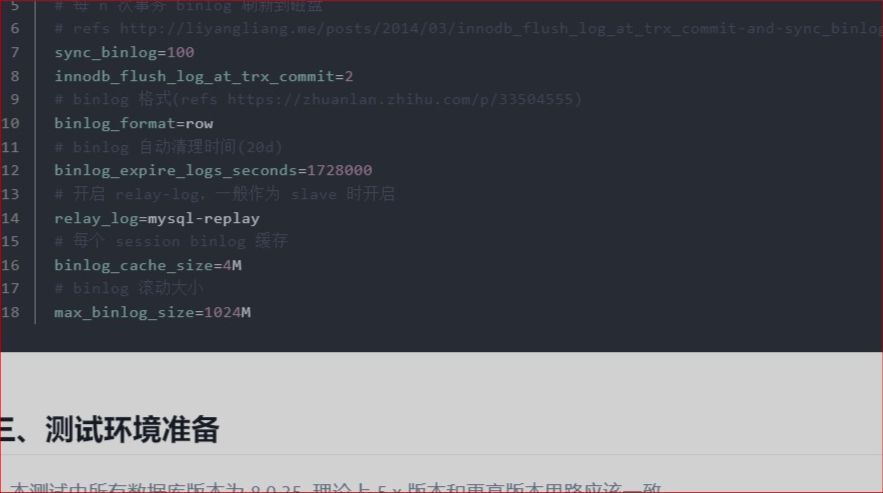 5 # 每 n 次事务 binlog 刷新到磁盘
6 # refs http://liyangliang.me/posts/2014/03/innodb_flush_log_at_trx_commit-and-sync_binlog
7 sync_binlog=100
8 innodb_flush_log_at_trx_commit=2
9 # binlog 格式(refs https://zhuanlan.zhihu.com/p/33504555)
10 binlog_format=row
11 # binlog 自动清理时间(20d)
12 binlog_expire_logs_seconds=1728000
13 # 开启 relay-log, 一般作为 slave 时开启
14 relay_log=mysql-replay
15 # 每个 session binlog 缓存
16 binlog_cache_size=4M
17 # binlog 滚动大小
18 max_binlog_size=1024M
三、测试环境准备
本测试中所有数据库版本为 8.0.25, 理论上 5.x 版本和更高版本思路应该一致